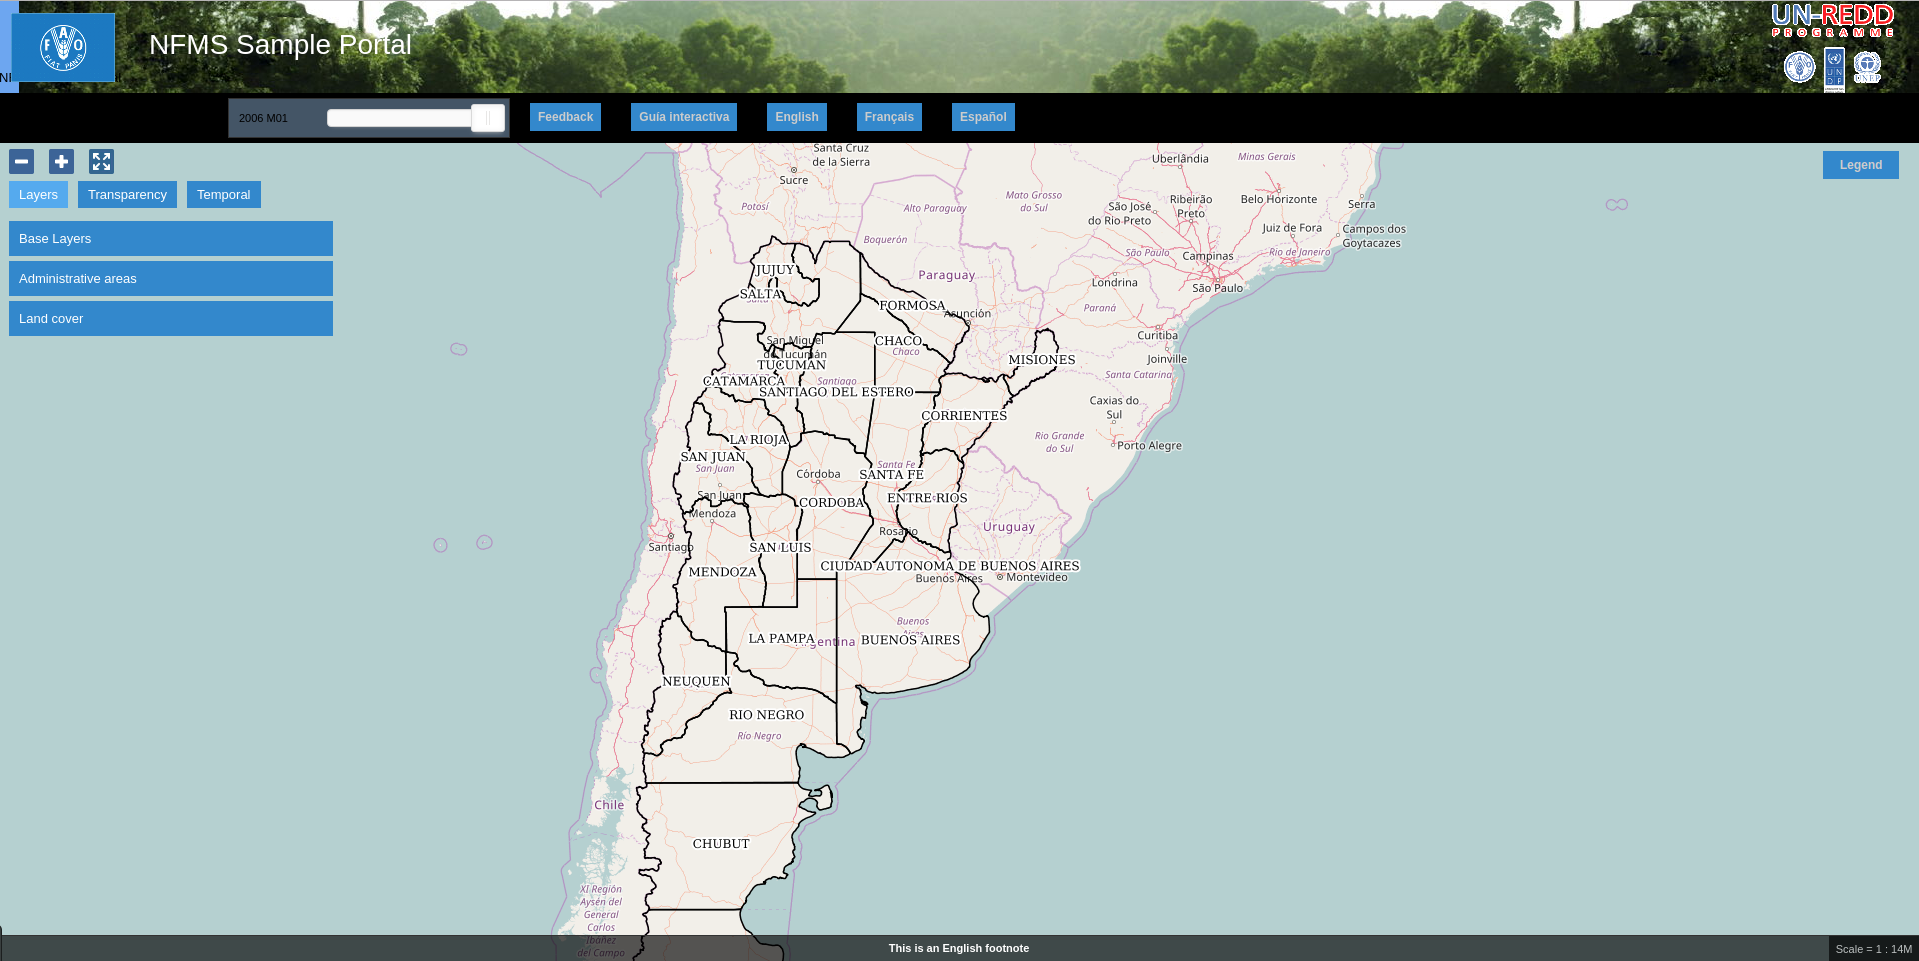 UN-REDD
PROGRAMME
FAO
FIAT PANIS
NFMS Sample Portal
UN
DP
UNEP
2006 M01
Feedback
Guía interactiva
English
Français
Español
Legend
Layers
Transparency
Temporal
Base Layers
Administrative areas
Land cover
Santa Cruz
de la Sierra
Sucre
Potosí
Uberlândia
Minas Gerais
Mato Grosso
do Sul
Alto Paraguay
São José
do Rio Preto
Ribeirão
Preto
Belo Horizonte
Serra
Juiz de Fora
Campos dos
Goytacazes
Boquerón
São Paulo
Campinas
Rio de Janeiro
JUJUY
Paraguay
Londrina
São Paulo
SALTA
FORMOSA
Asunción
Paraná
Curitiba
San Miguel
de Tucumán
CHACO
Chaco
MISIONES
Joinville
TUCUMAN
Santa Catarina
CATAMARCA
Santiago
SANTIAGO DEL ESTERO
CORRIENTES
Caxias do
Sul
LA RIOJA
Rio Grande
do Sul
Porto Alegre
SAN JUAN
San Juan
Santa Fe
SANTA FE
Córdoba
San Juan
CORDOBA
ENTRE RIOS
Mendoza
Rosario
Uruguay
Santiago
SAN LUIS
MENDOZA
CIUDAD AUTONOMA DE BUENOS AIRES
Buenos Aires
Montevideo
Buenos
Aires
LA PAMPA
Argentina
BUENOS AIRES
NEUQUEN
RIO NEGRO
Río Negro
Chile
CHUBUT
XI Región
Aysén del
General
Carlos
Ibáñez
del Campo
This is an English footnote
Scale = 1 : 14M